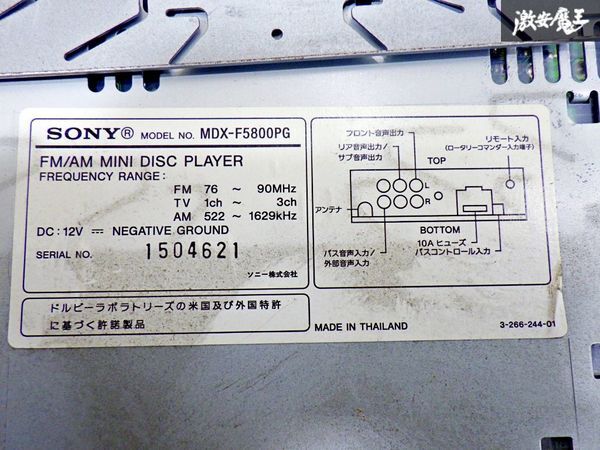 激安魔王
SONY® MODEL NO. MDX-F5800PG
FM/AM MINI DISC PLAYER
FREQUENCY RANGE:
FM 76 ～ 90MHz
TV 1ch ～ 3ch
AM 522 ～ 1629kHz
DC: 12V ⎓ NEGATIVE GROUND
SERIAL NO. 1504621
ソニー株式会社
ドルビーラボラトリーズの米国及び外国特許
に基づく許諾製品
フロント音声出力
リア音声出力/
サブ音声出力
TOP
リモート入力
(ロータリーコマンダー入力端子)
L
R
アンテナ
BOTTOM
10A ヒューズ
バス音声入力/
外部音声入力
バスコントロール入力
MADE IN THAILAND
3-266-244-01